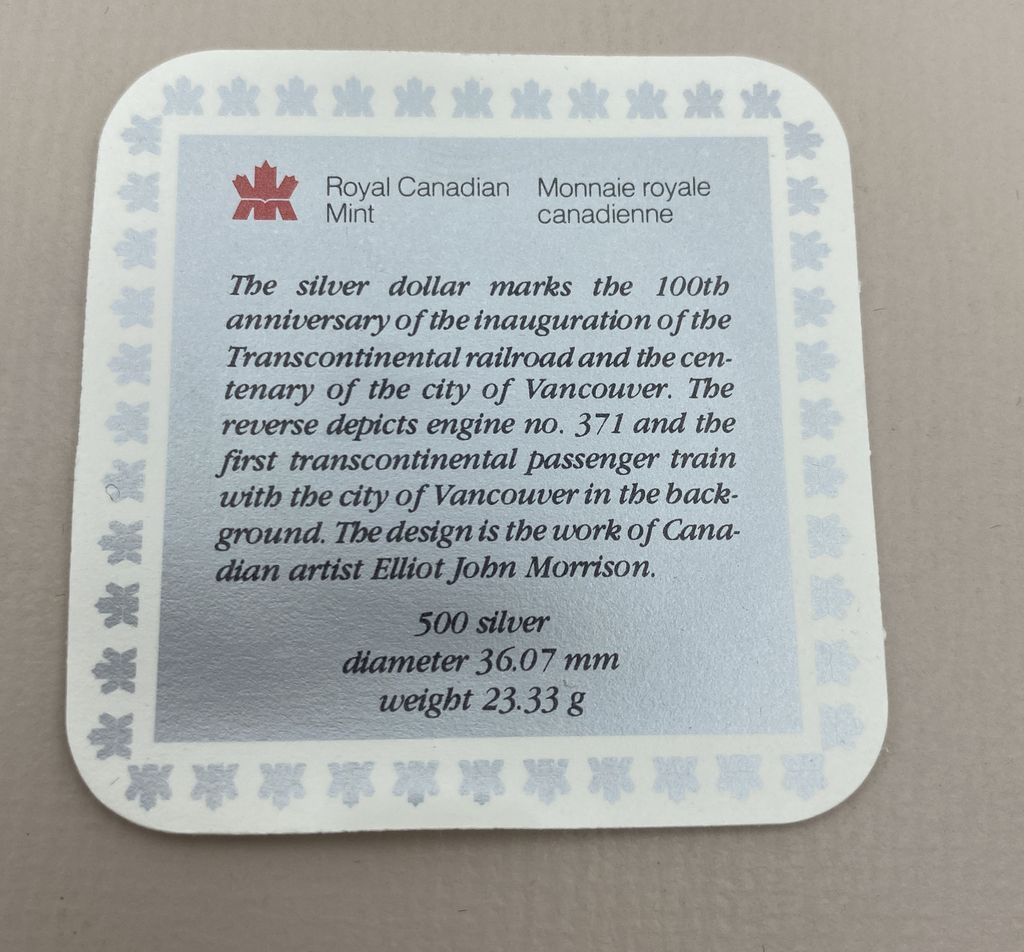 Royal Canadian Mint
Monnaie royale canadienne
The silver dollar marks the 100th
anniversary of the inauguration of the
Transcontinental railroad and the cen-
tenary of the city of Vancouver. The
reverse depicts engine no. 371 and the
first transcontinental passenger train
with the city of Vancouver in the back-
ground. The design is the work of Cana-
dian artist Elliot John Morrison.
500 silver
diameter 36.07 mm
weight 23.33 g